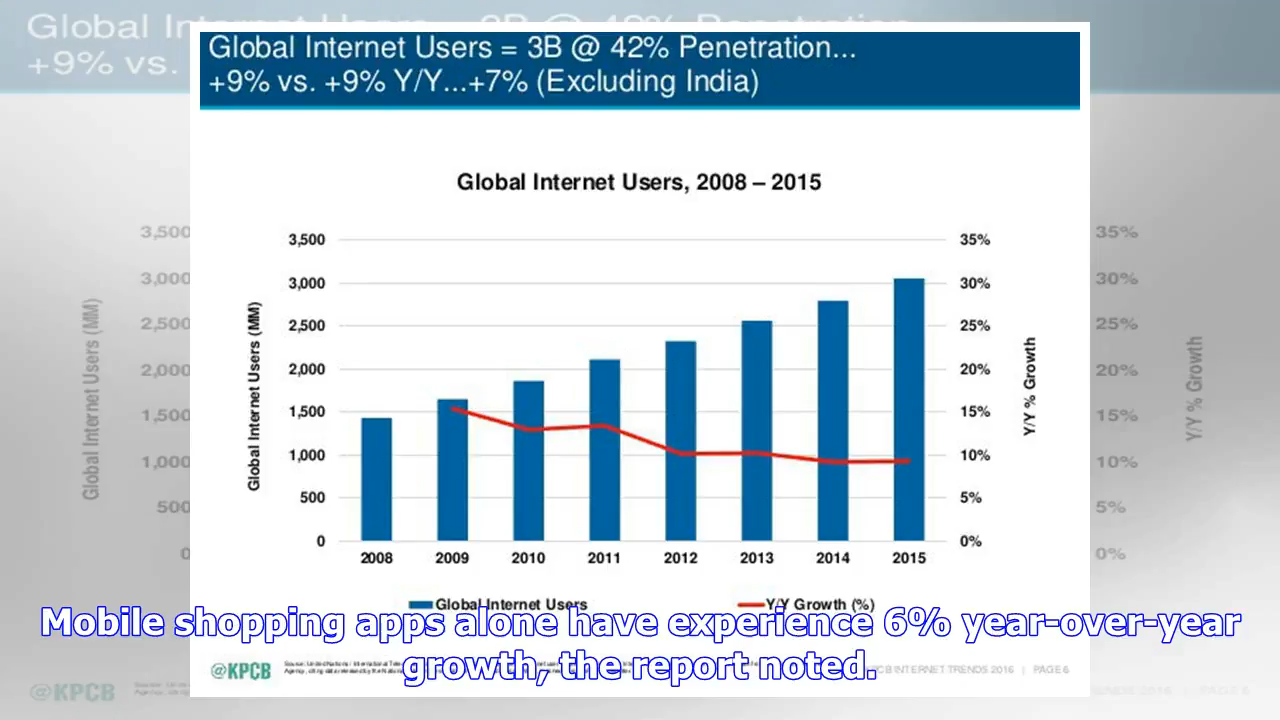 Global Internet Users = 3B @ 42% Penetration...
+9% vs. +9% Y/Y...+7% (Excluding India)
Global Internet Users, 2008 – 2015
3,500
3,000
2,500
2,000
1,500
1,000
500
0
Global Internet Users (MM)
35%
30%
25%
20%
15%
10%
5%
0%
Y/Y % Growth
2008 2009 2010 2011 2012 2013 2014 2015
Global Internet Users Y/Y Growth (%)
Mobile shopping apps alone have experience 6% year-over-year
growth, the report noted.
@KPCB
KPCB INTERNET TRENDS 2016 | PAGE 6